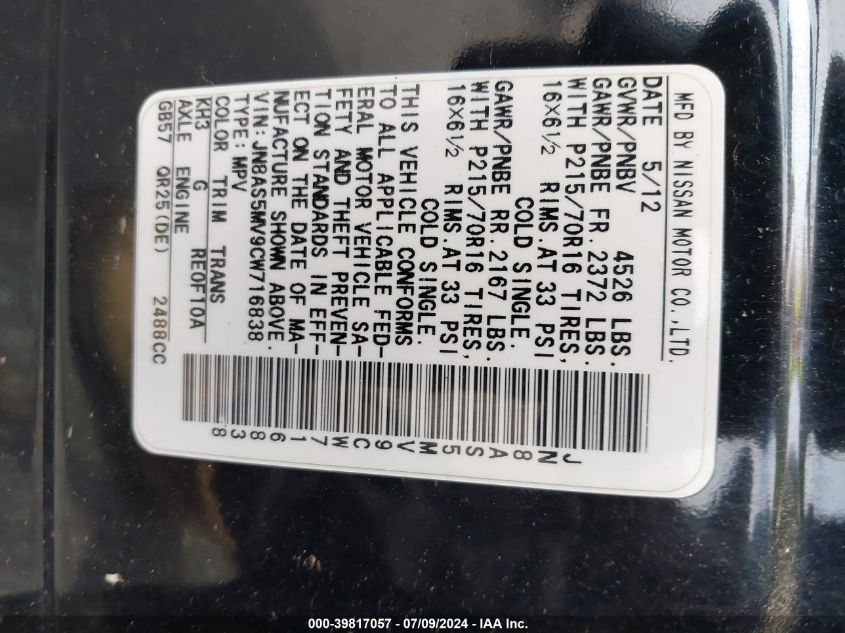 MFD BY NISSAN MOTOR CO.,LTD.
DATE 5/12
GVWR/PNBV 4526 LBS.
GAWR/PNBE FR. 2372 LBS.
WITH P215/70R16 TIRES,
16X6½ RIMS.AT 33 PSI
COLD SINGLE.
GAWR/PNBE RR. 2167 LBS.
WITH P215/70R16 TIRES,
16X6½ RIMS.AT 33 PSI
COLD SINGLE.
THIS VEHICLE CONFORMS
TO ALL APPLICABLE FED-
ERAL MOTOR VEHICLE SA-
FETY AND THEFT PREVEN-
TION STANDARDS IN EFF-
ECT ON THE DATE OF MA-
NUFACTURE SHOWN ABOVE.
VIN:JN8AS5MV9CW716838
TYPE: MPV
COLOR TRIM TRANS
KH3 G RE0F10A
AXLE ENGINE
GB57 QR25(DE) 2488CC
JN8AS5MV9CW716838
000-39817057 / 07/09/2024 - IAA Inc.